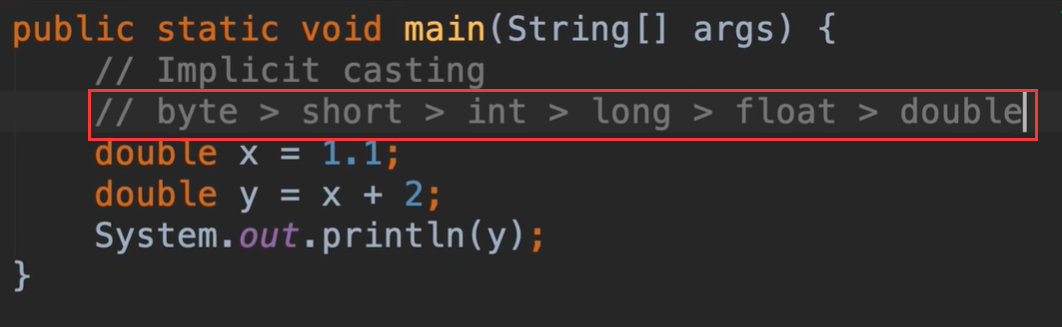 public static void main(String[] args) {
// Implicit casting
// byte > short > int > long > float > double
double x = 1.1;
double y = x + 2;
System.out.println(y);
}